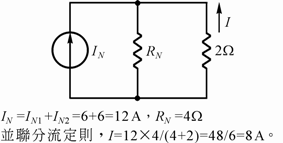 I
I_N
R_N
2Ω
I_N =I_N1+I_N2=6+6=12 A，R_N=4Ω
並聯分流定則，I=12×4/(4+2)=48/6=8 A。